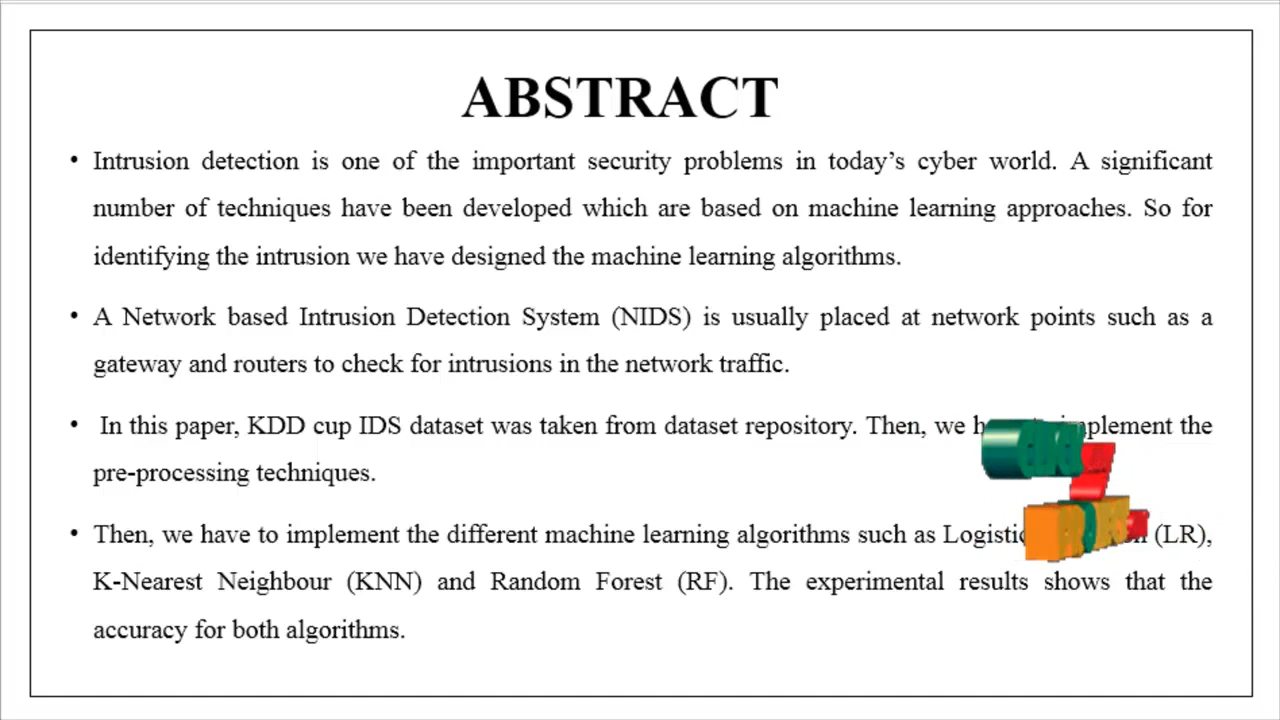 ABSTRACT
• Intrusion detection is one of the important security problems in today’s cyber world. A significant
number of techniques have been developed which are based on machine learning approaches. So for
identifying the intrusion we have designed the machine learning algorithms.
• A Network based Intrusion Detection System (NIDS) is usually placed at network points such as a
gateway and routers to check for intrusions in the network traffic.
• In this paper, KDD cup IDS dataset was taken from dataset repository. Then, we the
pre-processing techniques.
• Then, we have to implement the different machine learning algorithms such as (LR),
K-Nearest Neighbour (KNN) and Random Forest (RF). The experimental results shows that the
accuracy for both algorithms.